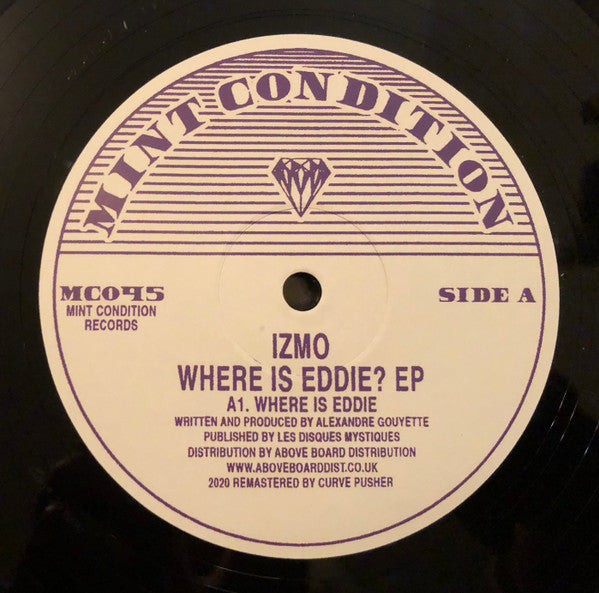 MINT CONDITION
MC045
MINT CONDITION
RECORDS
SIDE A
IZMO
WHERE IS EDDIE? EP
A1. WHERE IS EDDIE
WRITTEN AND PRODUCED BY ALEXANDRE GOUYETTE
PUBLISHED BY LES DISQUES MYSTIQUES
DISTRIBUTION BY ABOVE BOARD DISTRIBUTION
WWW.ABOVEBOARDDIST.CO.UK
2020 REMASTERED BY CURVE PUSHER